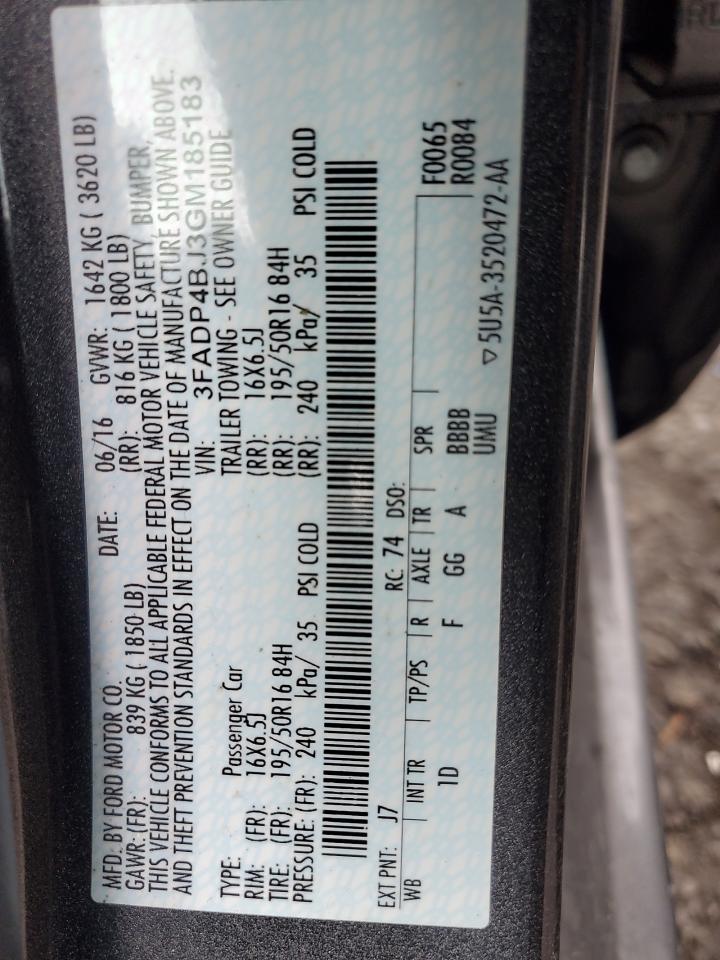 MFD. BY FORD MOTOR CO. DATE: 06/16 GVWR: 1642 KG ( 3620 LB)
GAWR: (FR): 839 KG ( 1850 LB) (RR): 816 KG ( 1800 LB)
THIS VEHICLE CONFORMS TO ALL APPLICABLE FEDERAL MOTOR VEHICLE SAFETY, BUMPER,
AND THEFT PREVENTION STANDARDS IN EFFECT ON THE DATE OF MANUFACTURE SHOWN ABOVE.
VIN: 3FADP4BJ3GM185183
TYPE: Passenger Car TRAILER TOWING - SEE OWNER GUIDE
RIM: (FR): 16X6.5J (RR): 16X6.5J
TIRE: (FR): 195/50R16 84H (RR): 195/50R16 84H
PRESSURE: (FR): 240 kPa/ 35 PSI COLD (RR): 240 kPa/ 35 PSI COLD
EXT PNT: J7 RC: 74 DSO: F0065
WB INT TR TP/PS R AXLE TR SPR R0084
1D F GG A BBBB
UMU ▽5U5A-3520472-AA